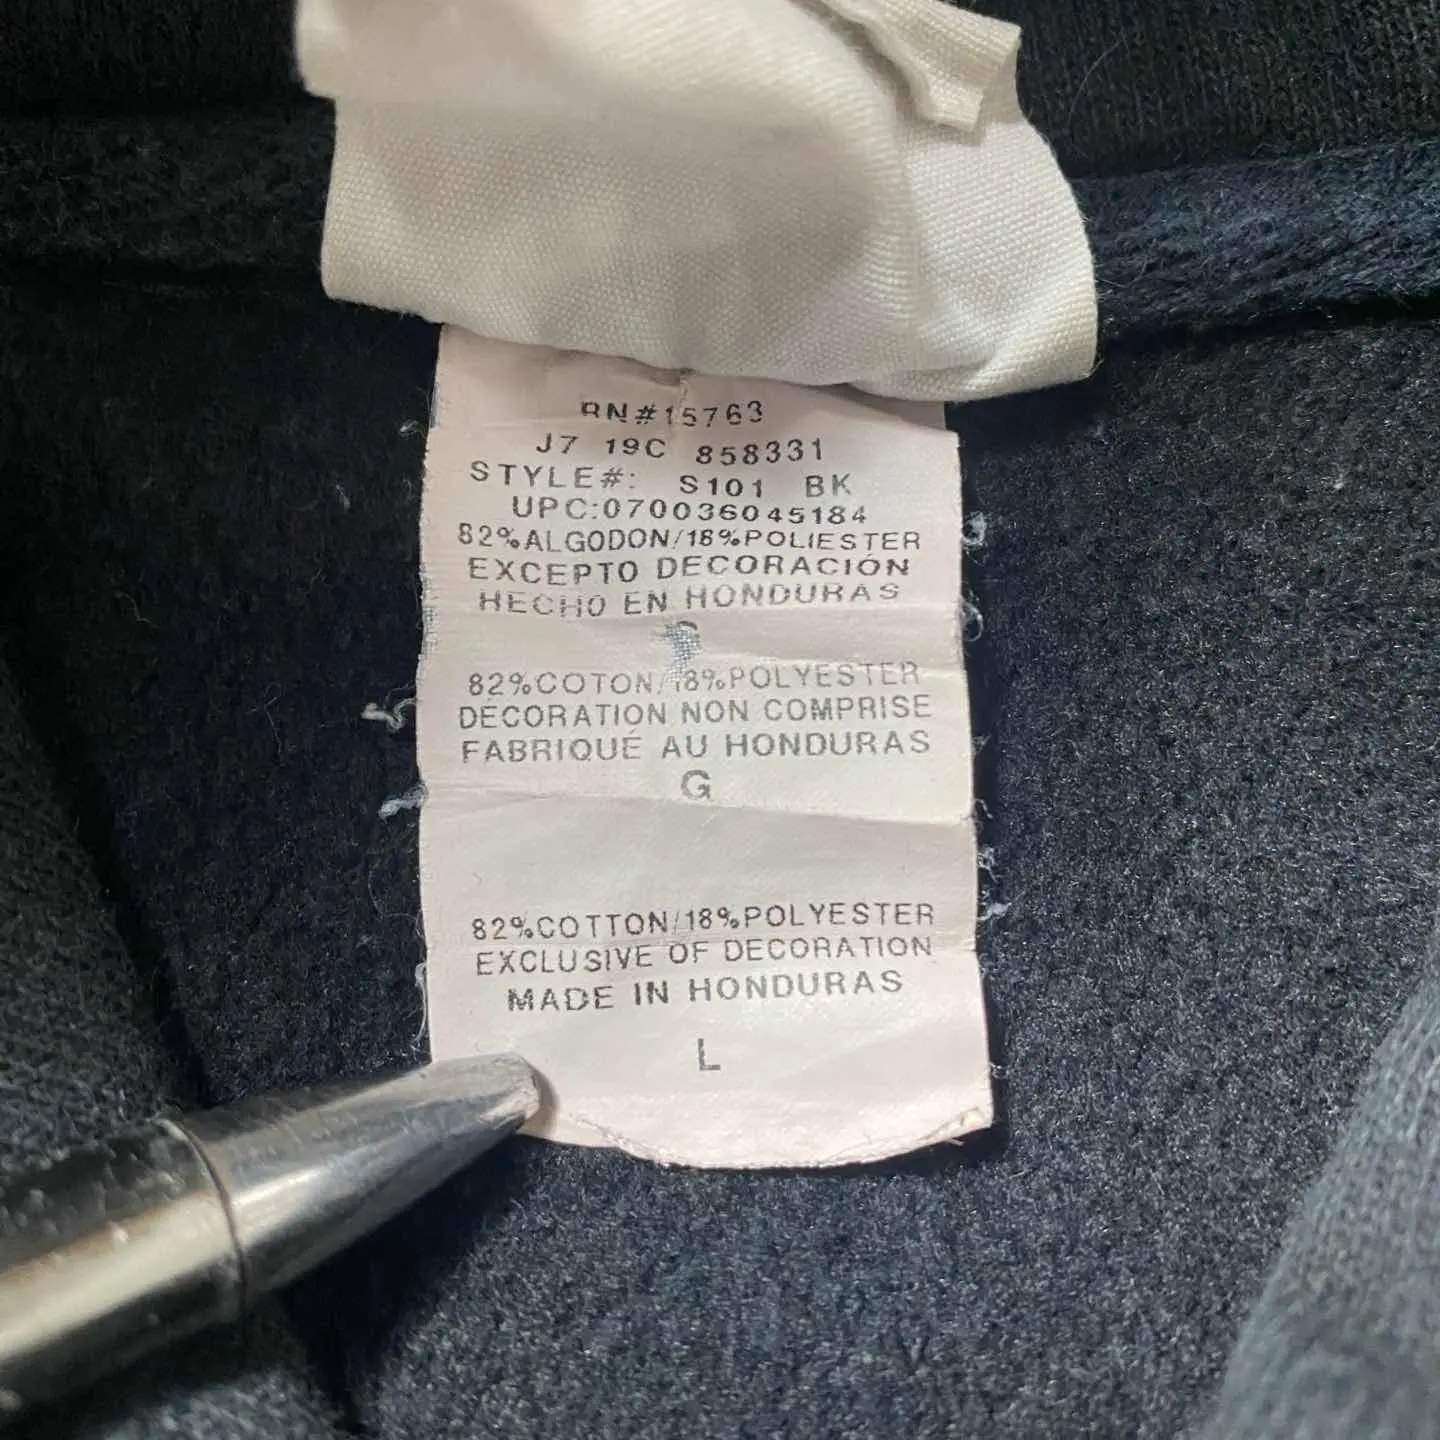 RN#15763
J7 19C 858331
STYLE#: S101 BK
UPC:070036045184
82%ALGODON/18%POLIESTER
EXCEPTO DECORACIÓN
HECHO EN HONDURAS
G
82%COTON/18%POLYESTER
DÉCORATION NON COMPRISE
FABRIQUÉ AU HONDURAS
G
82%COTTON/18%POLYESTER
EXCLUSIVE OF DECORATION
MADE IN HONDURAS
L